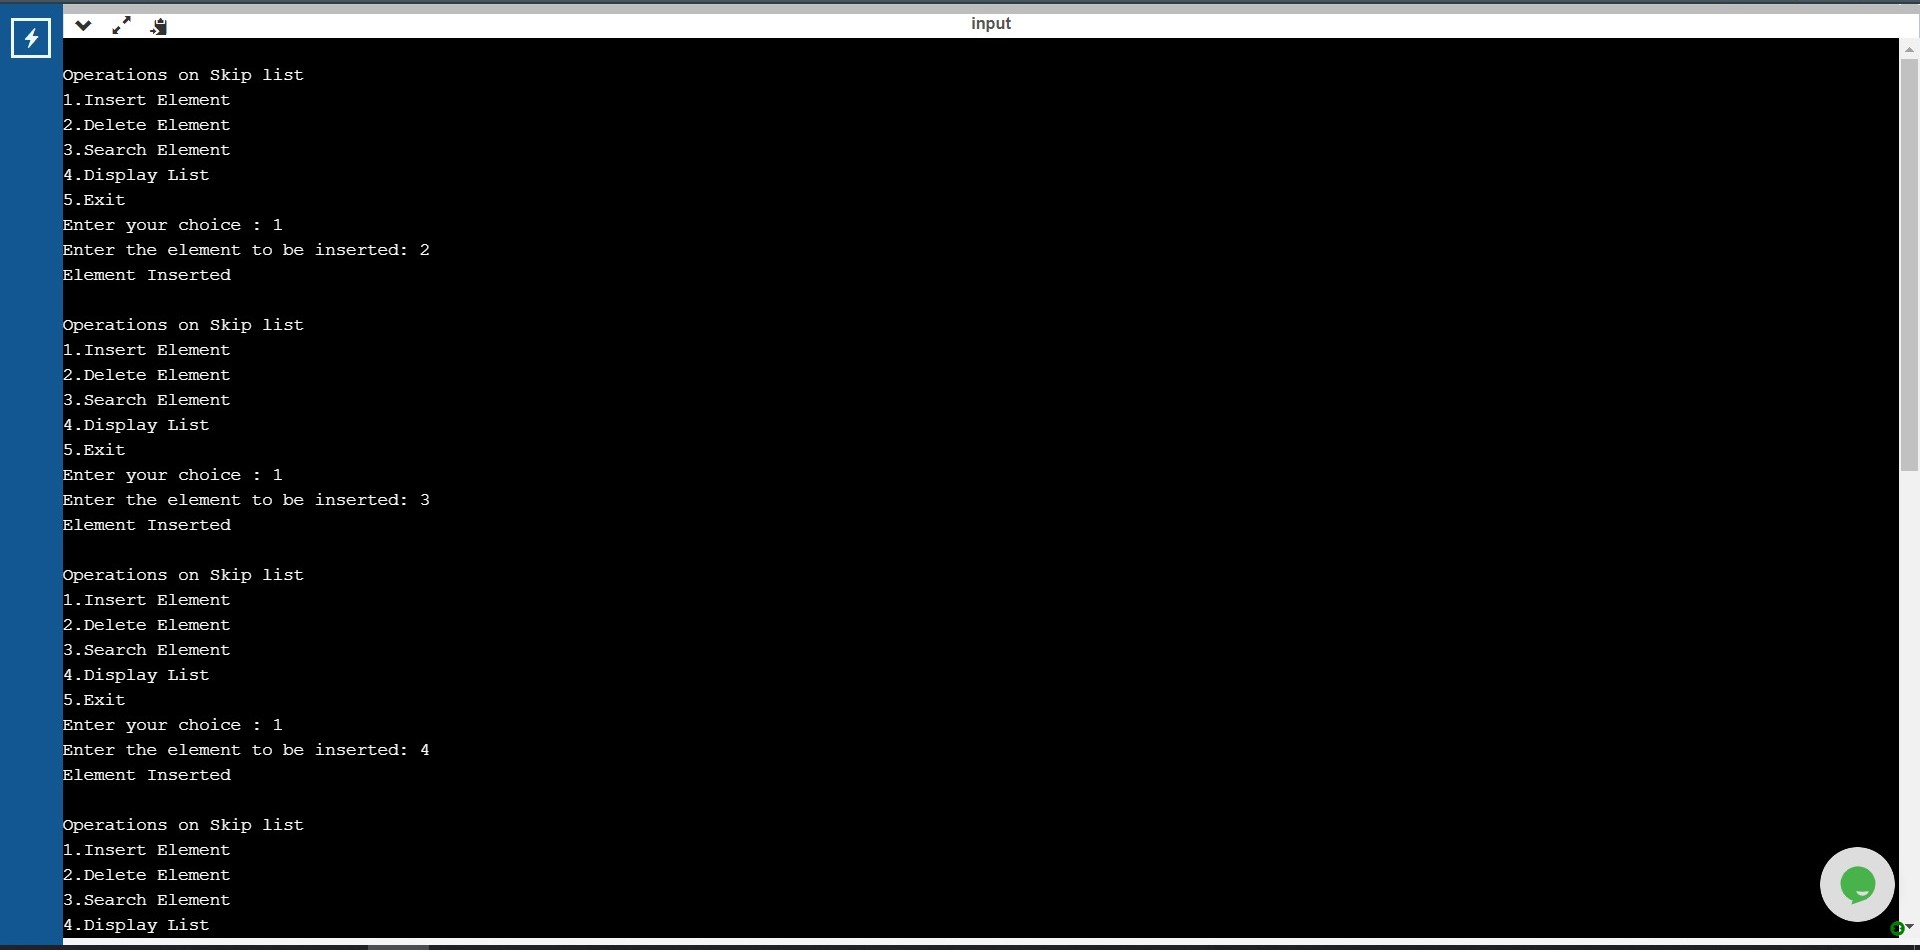 input
Operations on Skip list
1.Insert Element
2.Delete Element
3.Search Element
4.Display List
5.Exit
Enter your choice : 1
Enter the element to be inserted: 2
Element Inserted
Operations on Skip list
1.Insert Element
2.Delete Element
3.Search Element
4.Display List
5.Exit
Enter your choice : 1
Enter the element to be inserted: 3
Element Inserted
Operations on Skip list
1.Insert Element
2.Delete Element
3.Search Element
4.Display List
5.Exit
Enter your choice : 1
Enter the element to be inserted: 4
Element Inserted
Operations on Skip list
1.Insert Element
2.Delete Element
3.Search Element
4.Display List